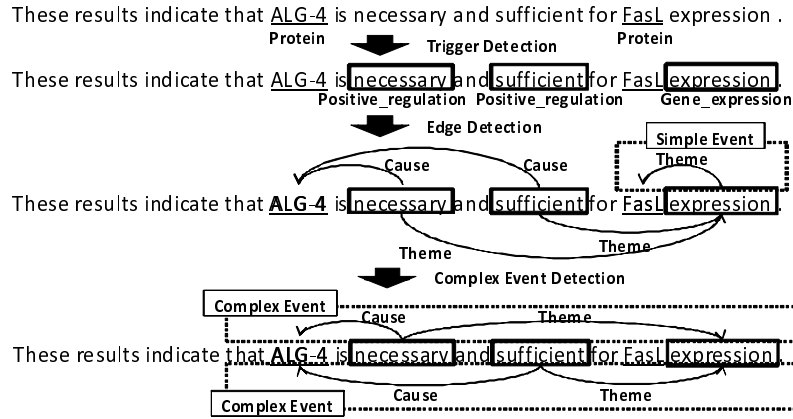 These results indicate that ALG-4 is necessary and sufficient for FasL expression .
Protein Protein
Trigger Detection
These results indicate that ALG-4 is necessary and sufficient for FasL expression .
Positive_regulation Positive_regulation Gene_expression
Edge Detection
Simple Event
Cause Cause Theme
These results indicate that ALG-4 is necessary and sufficient for FasL expression .
Theme Theme
Complex Event Detection
Complex Event
Cause Theme
These results indicate that ALG-4 is necessary and sufficient for FasL expression .
Cause Theme
Complex Event